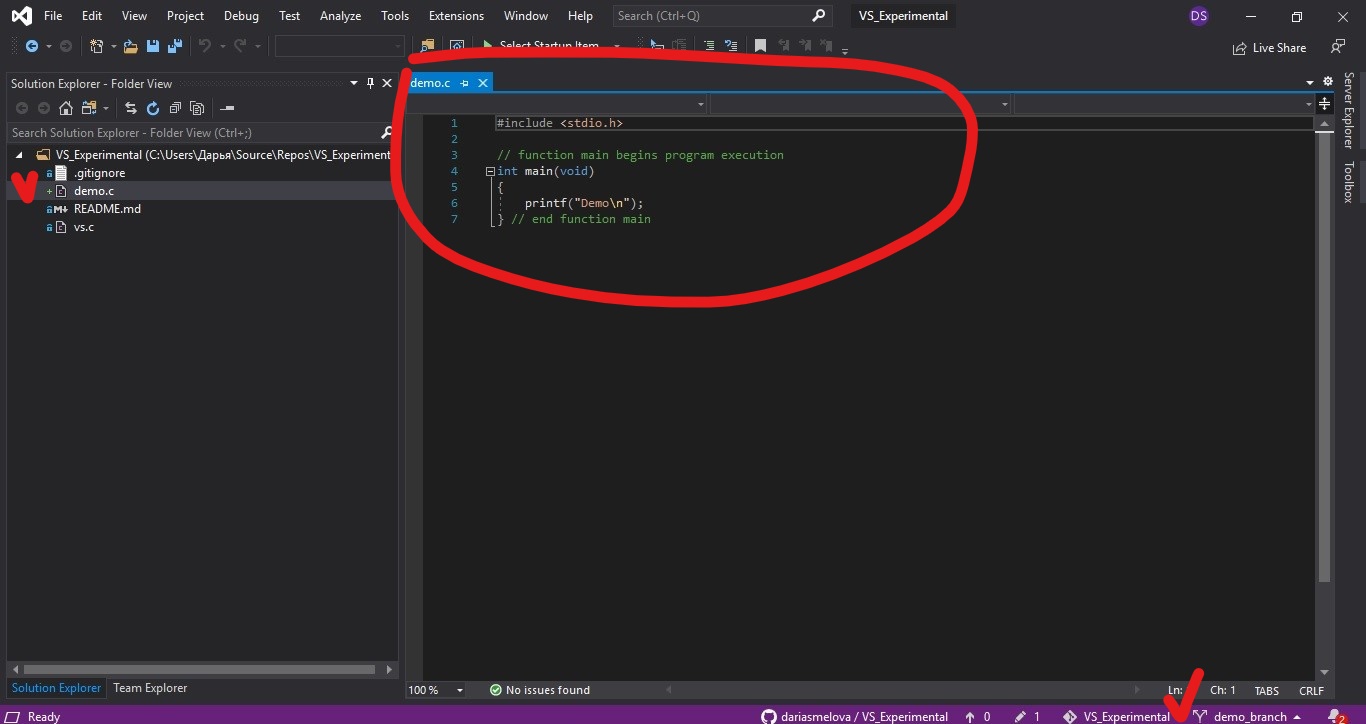 File Edit View Project Debug Test Analyze Tools Extensions Window Help Search (Ctrl+Q) VS_Experimental DS
Select Startup Item Live Share
Solution Explorer - Folder View
demo.c
Search Solution Explorer - Folder View (Ctrl+;)
VS_Experimental (C:\Users\Дарья\Source\Repos\VS_Experiment
.gitignore
demo.c
README.md
vs.c
1 #include <stdio.h>
2
3 // function main begins program execution
4 int main(void)
5 {
6 printf("Demo\n");
7 } // end function main
Server Explorer
Toolbox
100 % No issues found Ln: Ch: 1 TABS CRLF
Solution Explorer Team Explorer
Ready dariasmelova / VS_Experimental 0 1 VS_Experimental demo_branch 2